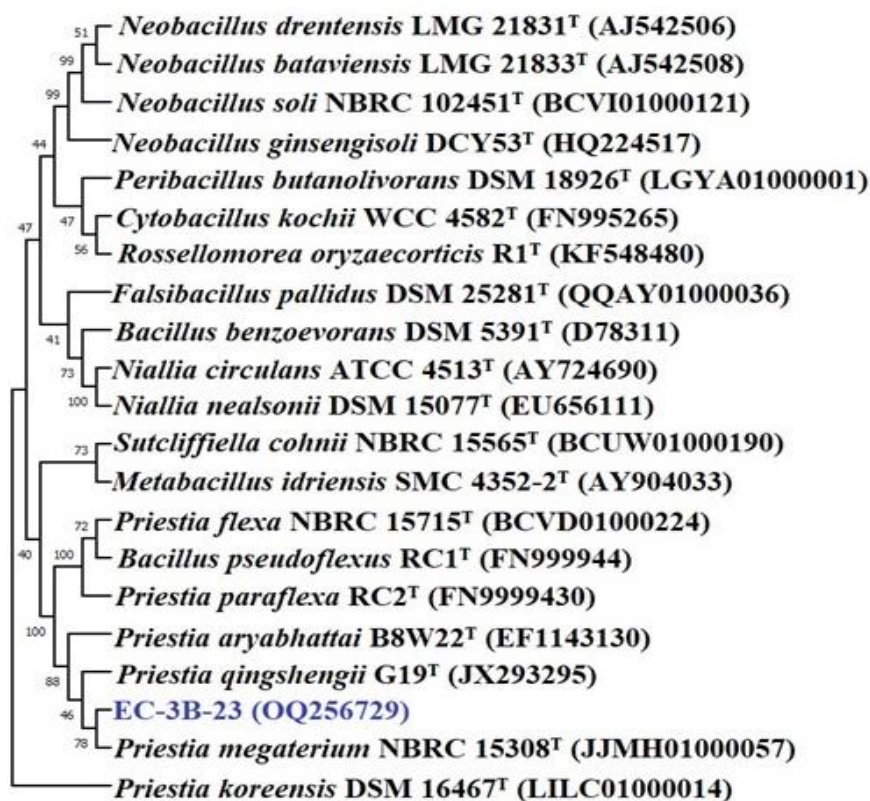 Neobacillus drentensis LMG 21831ᵀ (AJ542506)
Neobacillus bataviensis LMG 21833ᵀ (AJ542508)
Neobacillus soli NBRC 102451ᵀ (BCVI01000121)
Neobacillus ginsengisoli DCY53ᵀ (HQ224517)
Peribacillus butanolivorans DSM 18926ᵀ (LGYA01000001)
Cytobacillus kochii WCC 4582ᵀ (FN995265)
Rossellomorea oryzaecorticis R1ᵀ (KF548480)
Falsibacillus pallidus DSM 25281ᵀ (QQAY01000036)
Bacillus benzoevorans DSM 5391ᵀ (D78311)
Niallia circulans ATCC 4513ᵀ (AY724690)
Niallia nealsonii DSM 15077ᵀ (EU656111)
Sutcliffiella cohnii NBRC 15565ᵀ (BCUW01000190)
Metabacillus idriensis SMC 4352-2ᵀ (AY904033)
Priestia flexa NBRC 15715ᵀ (BCVD01000224)
Bacillus pseudoflexus RC1ᵀ (FN999944)
Priestia paraflexa RC2ᵀ (FN9999430)
Priestia aryabhattai B8W22ᵀ (EF1143130)
Priestia qingshengii G19ᵀ (JX293295)
EC-3B-23 (OQ256729)
Priestia megaterium NBRC 15308ᵀ (JJMH01000057)
Priestia koreensis DSM 16467ᵀ (LILC01000014)
51
99
99
44
47
47
56
41
73
100
73
40
72
100
100
88
46
78